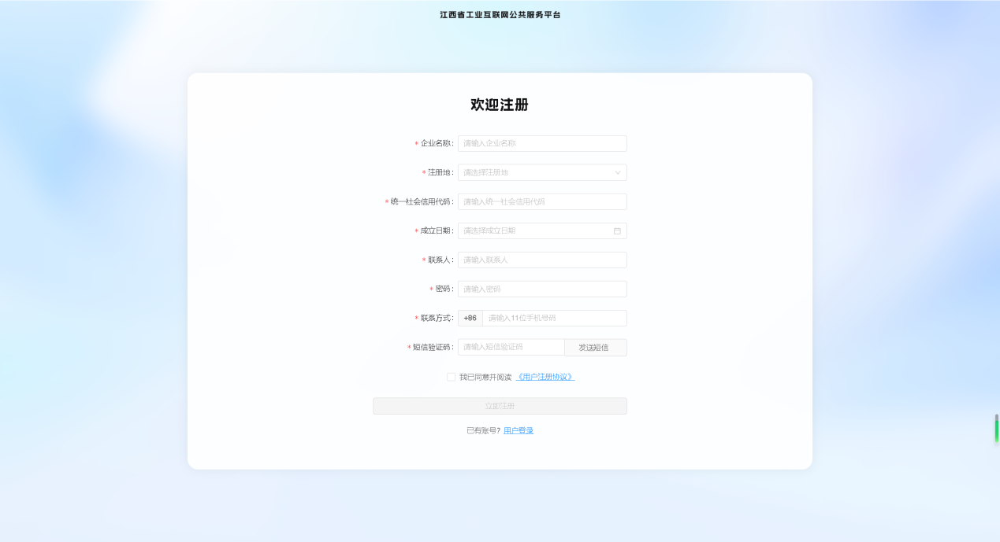 江西省工业互联网公共服务平台
欢迎注册
* 企业名称： 请输入企业名称
* 注册地： 请选择注册地
* 统一社会信用代码： 请输入统一社会信用代码
* 成立日期： 请选择成立日期
* 联系人： 请输入联系人
* 密码： 请输入密码
* 联系方式： +86 请输入11位手机号码
* 短信验证码： 请输入短信验证码 发送短信
我已同意并阅读 《用户注册协议》
立即注册
已有账号? 用户登录